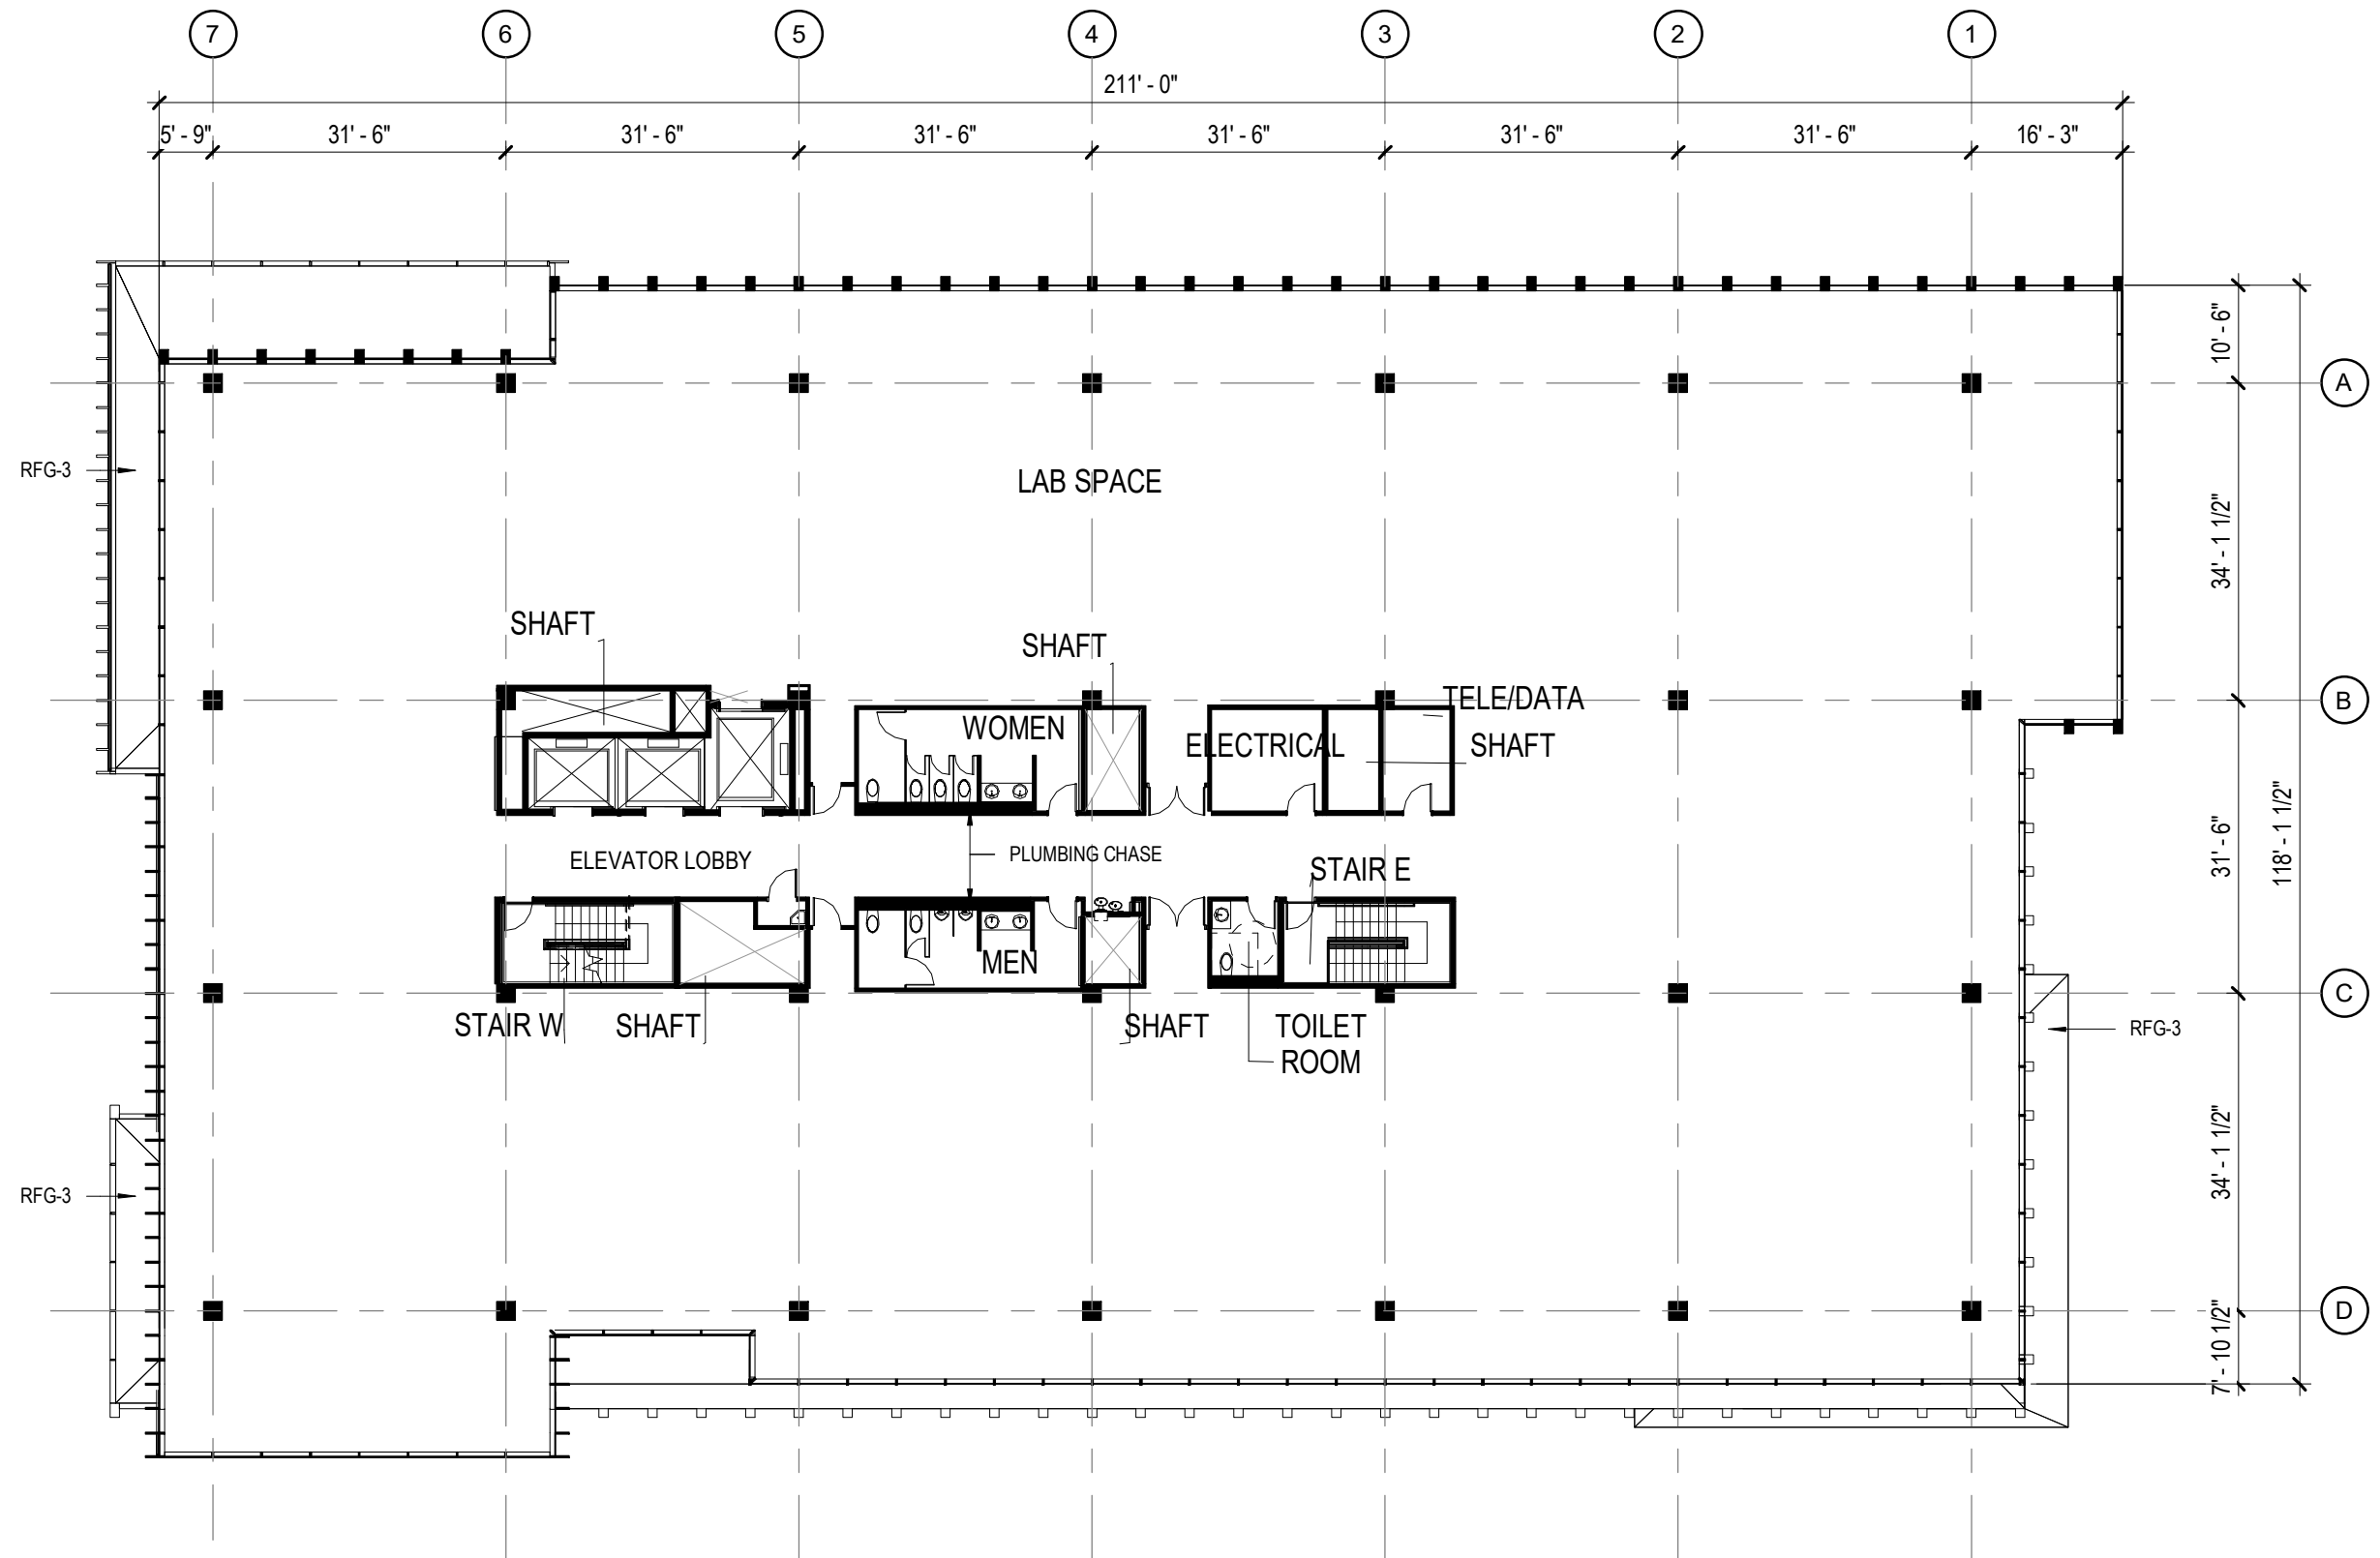 7 6 5 4 3 2 1
211' - 0"
5' - 9" 31' - 6" 31' - 6" 31' - 6" 31' - 6" 31' - 6" 31' - 6" 16' - 3"
10' - 6"
A
RFG-3
LAB SPACE
34' - 1 1/2"
SHAFT
SHAFT
TELE/DATA
B
WOMEN
ELECTRICAL
SHAFT
31' - 6"
118' - 1 1/2"
ELEVATOR LOBBY
PLUMBING CHASE
STAIR E
MEN
C
STAIR W
SHAFT
SHAFT
TOILET
ROOM
RFG-3
34' - 1 1/2"
RFG-3
D
7' - 10 1/2"